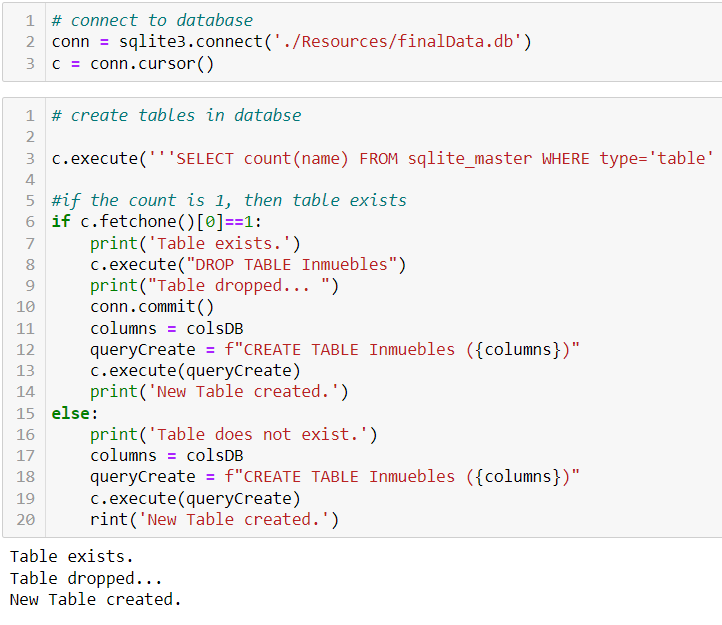 1 # connect to database
2 conn = sqlite3.connect('./Resources/finalData.db')
3 c = conn.cursor()
1 # create tables in databse
2
3 c.execute('''SELECT count(name) FROM sqlite_master WHERE type='table'
4
5 #if the count is 1, then table exists
6 if c.fetchone()[0]==1:
7     print('Table exists.')
8     c.execute("DROP TABLE Inmuebles")
9     print("Table dropped... ")
10     conn.commit()
11     columns = colsDB
12     queryCreate = f"CREATE TABLE Inmuebles ({columns})"
13     c.execute(queryCreate)
14     print('New Table created.')
15 else:
16     print('Table does not exist.')
17     columns = colsDB
18     queryCreate = f"CREATE TABLE Inmuebles ({columns})"
19     c.execute(queryCreate)
20     rint('New Table created.')
Table exists.
Table dropped...
New Table created.